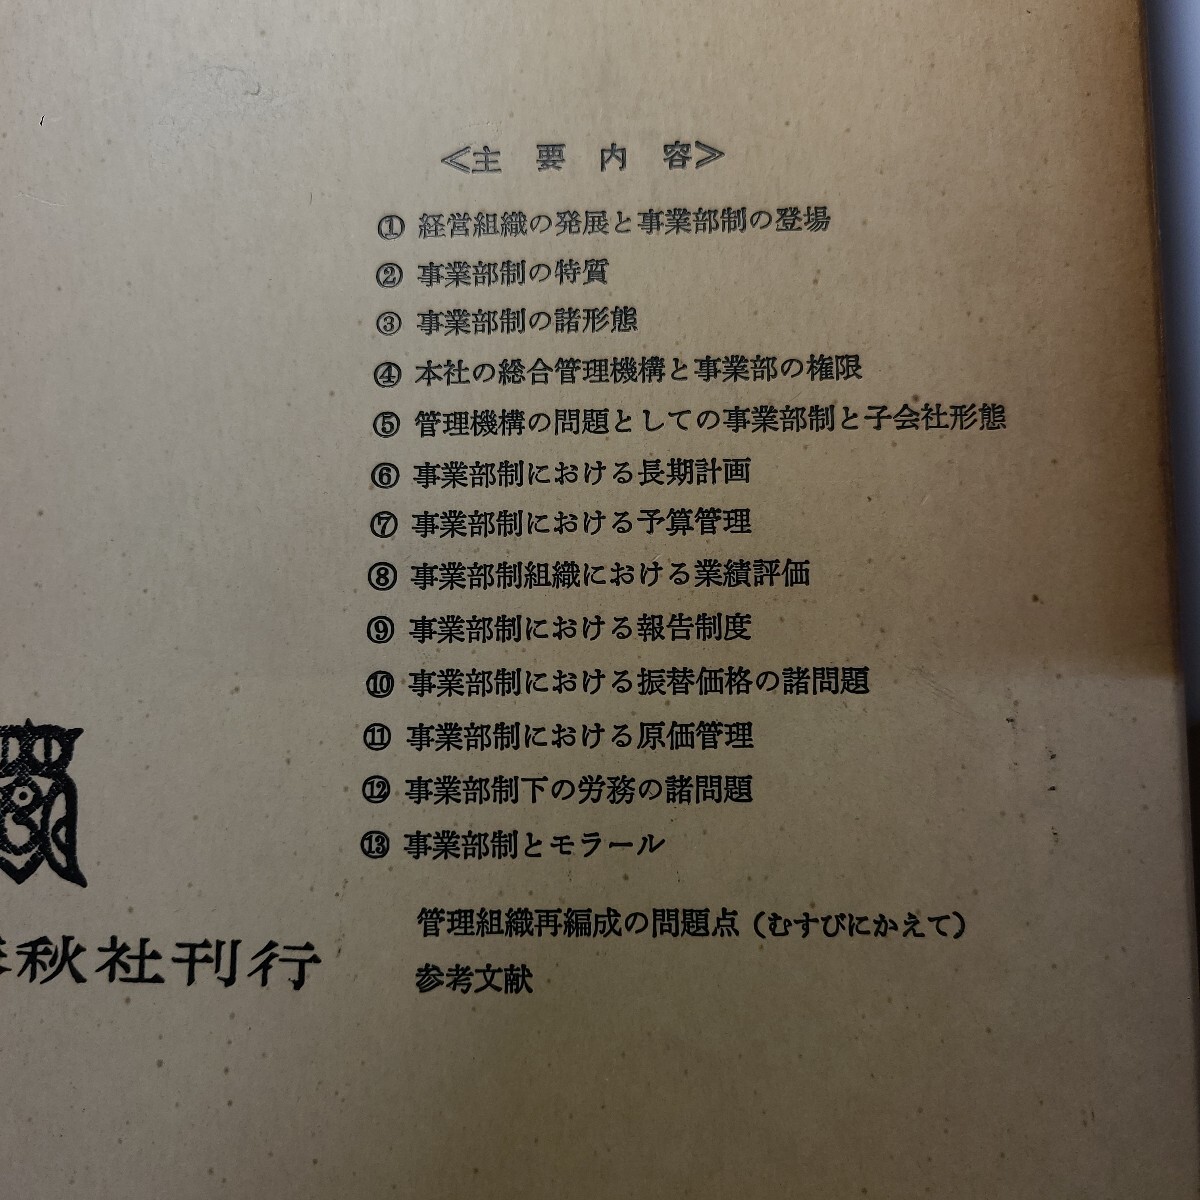 <主要内容>
① 経営組織の発展と事業部制の登場
② 事業部制の特質
③ 事業部制の諸形態
④ 本社の総合管理機構と事業部の権限
⑤ 管理機構の問題としての事業部制と子会社形態
⑥ 事業部制における長期計画
⑦ 事業部制における予算管理
⑧ 事業部制組織における業績評価
⑨ 事業部制における報告制度
⑩ 事業部制における振替価格の諸問題
⑪ 事業部制における原価管理
⑫ 事業部制下の労務の諸問題
⑬ 事業部制とモラール
管理組織再編成の問題点(むすびにかえて)
参考文献
秋社刊行